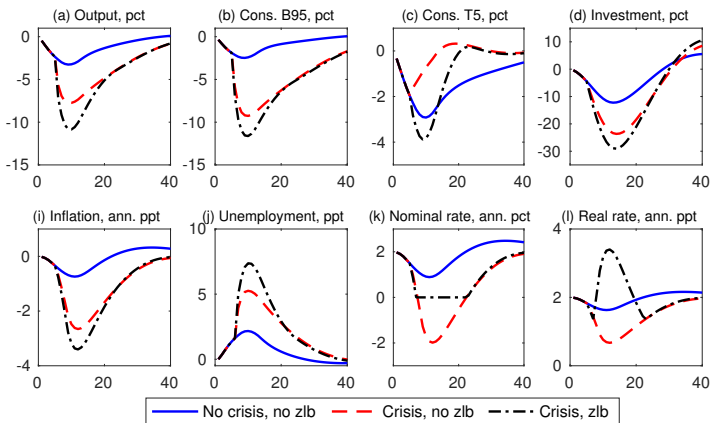 (a) Output, pct
(b) Cons. B95, pct
(c) Cons. T5, pct
(d) Investment, pct
0
-5
-10
-15
0 20 40
0
-5
-10
-15
0 20 40
0
-2
-4
0 20 40
10
0
-10
-20
-30
0 20 40
(i) Inflation, ann. ppt
(j) Unemployment, ppt
(k) Nominal rate, ann. pct
(l) Real rate, ann. ppt
0
-2
-4
0 20 40
10
5
0
0 20 40
2
0
-2
0 20 40
4
3
2
1
0
0 20 40
No crisis, no zlb
Crisis, no zlb
Crisis, zlb